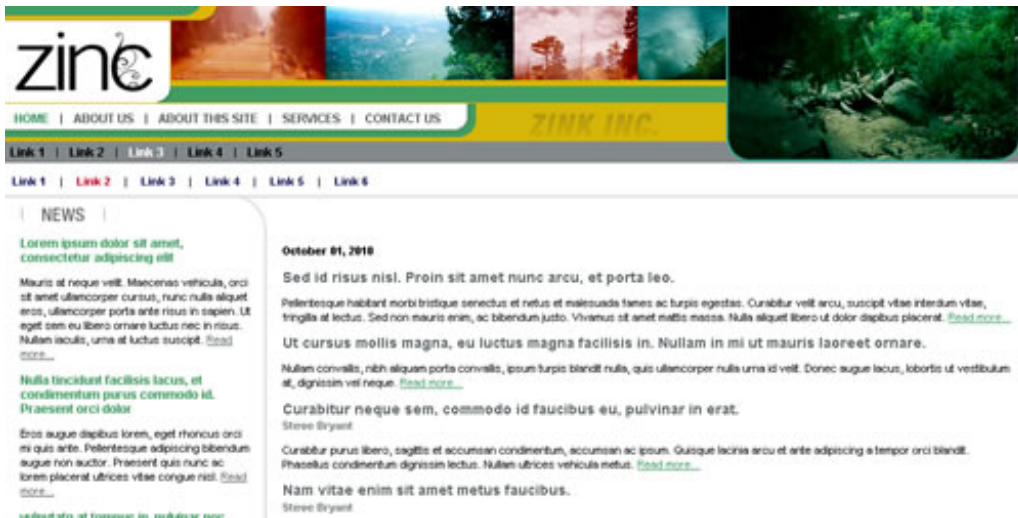 zinc
HOME | ABOUT US | ABOUT THIS SITE | SERVICES | CONTACT US
ZINK INC.
Link 1 | Link 2 | Link 3 | Link 4 | Link 5
Link 1 | Link 2 | Link 3 | Link 4 | Link 5 | Link 6
NEWS
Lorem ipsum dolor sit amet,
consectetur adipiscing elit
Mauris at neque velit. Maecenas vehicula, orci
sit amet ullamcorper cursus, nunc nulla aliquet
eros, ullamcorper porta ante risus in sapien. Ut
eget sem eu libero ornare luctus nec in risus.
Nullam iaculis, urna at luctus suscipit. Read
more...
Nulla tincidunt facilisis lacus, et
condimentum purus commodo id.
Praesent orci dolor
Eros augue dapibus lorem, eget rhoncus orci
mi quis ante. Pellentesque adipiscing bibendum
augue non auctor. Praesent quis nunc ac
lorem placerat ultrices vitae congue nisl. Read
more...
vulputate at tempus in, pulvinar nec
October 01, 2010
Sed id risus nisl. Proin sit amet nunc arcu, et porta leo.
Pellentesque habitant morbi tristique senectus et netus et malesuada fames ac turpis egestas. Curabitur velit arcu, suscipit vitae interdum vitae,
fringilla at lectus. Sed non mauris enim, ac bibendum justo. Vivamus sit amet mattis massa. Nulla aliquet libero ut dolor dapibus placerat. Read more...
Ut cursus mollis magna, eu luctus magna facilisis in. Nullam in mi ut mauris laoreet ornare.
Nullam convallis, nibh aliquam porta convallis, ipsum turpis blandit nulla, quis ullamcorper nulla urna id velit. Donec augue lacus, lobortis ut vestibulum
at, dignissim vel neque. Read more...
Curabitur neque sem, commodo id faucibus eu, pulvinar in erat.
Steve Bryant
Curabitur purus libero, sagittis et accumsan condimentum, accumsan ac ipsum. Quisque lacinia arcu et ante adipiscing a tempor orci blandit.
Phasellus condimentum dignissim lectus. Nullam ultrices vehicula metus. Read more...
Nam vitae enim sit amet metus faucibus.
Steve Bryant